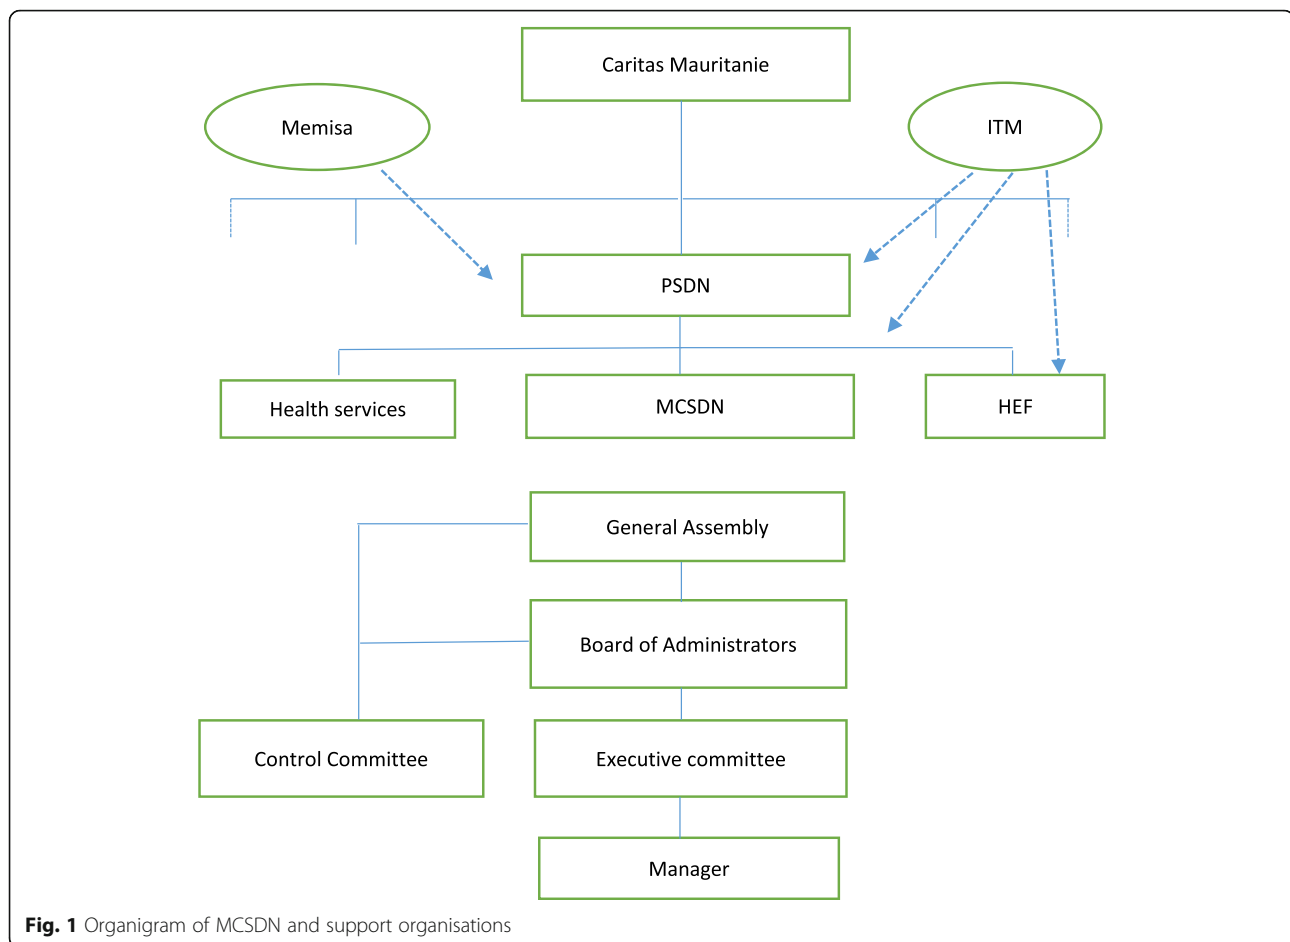 Caritas Mauritanie
Memisa
ITM
PSDN
Health services
MCSDN
HEF
General Assembly
Board of Administrators
Control Committee
Executive committee
Manager
Fig. 1 Organigram of MCSDN and support organisations